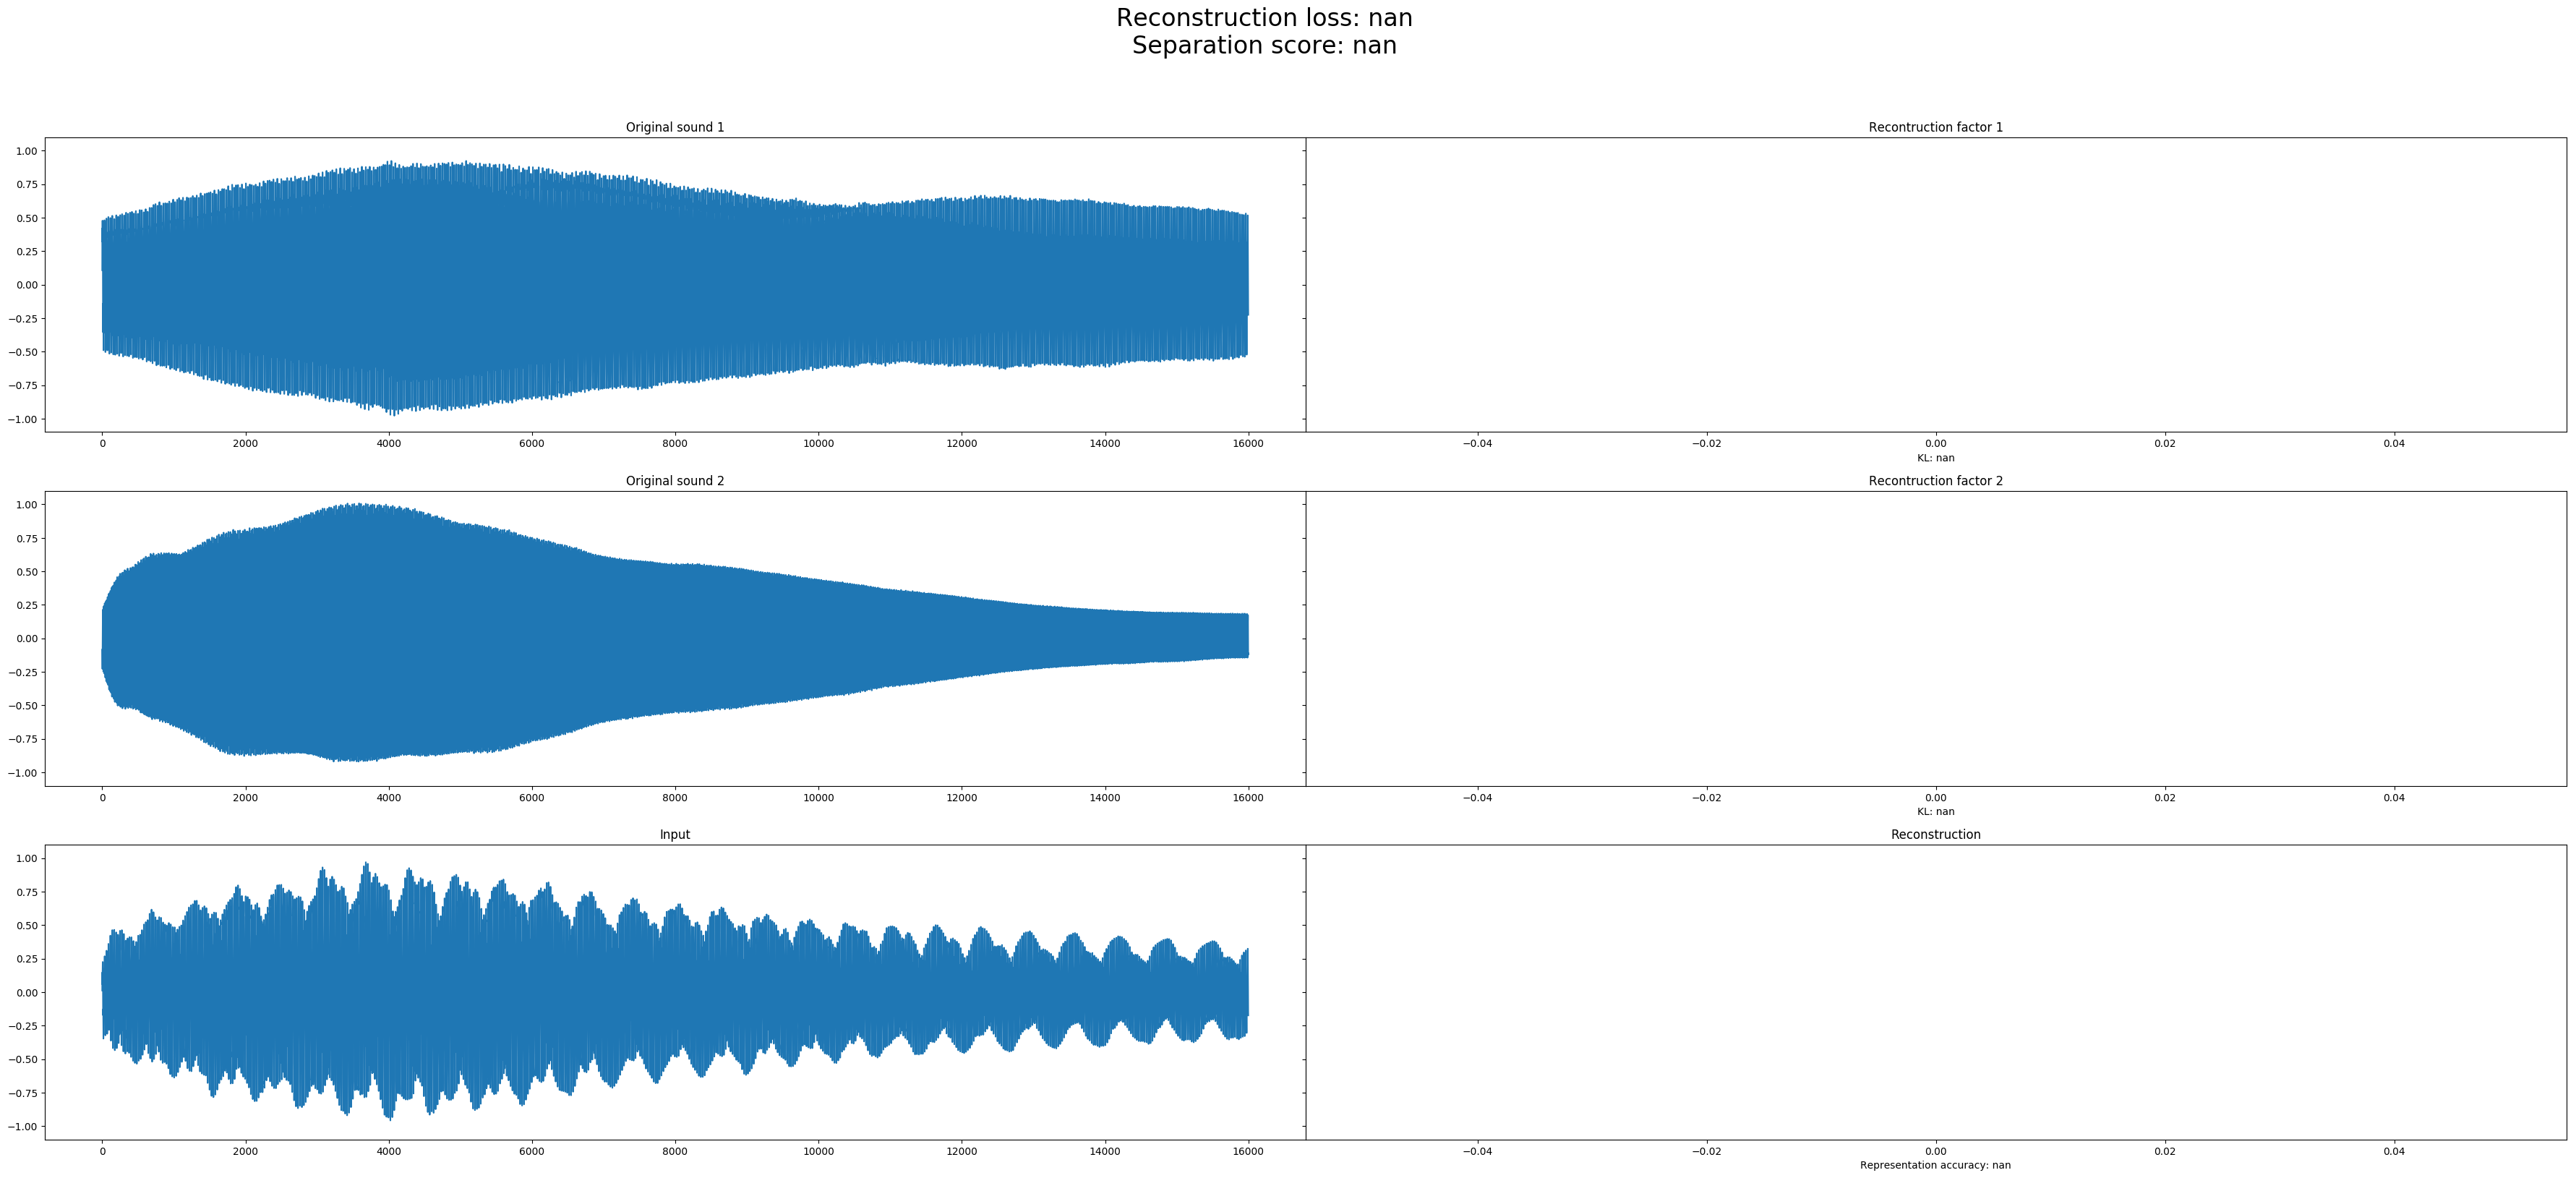 Reconstruction loss: nan
Separation score: nan
Original sound 1
Recontruction factor 1
1.00
0.75
0.50
0.25
0.00
−0.25
−0.50
−0.75
−1.00
0 2000 4000 6000 8000 10000 12000 14000 16000
−0.04 −0.02 0.00 0.02 0.04
KL: nan
Original sound 2
Recontruction factor 2
1.00
0.75
0.50
0.25
0.00
−0.25
−0.50
−0.75
−1.00
0 2000 4000 6000 8000 10000 12000 14000 16000
−0.04 −0.02 0.00 0.02 0.04
KL: nan
Input
Reconstruction
1.00
0.75
0.50
0.25
0.00
−0.25
−0.50
−0.75
−1.00
0 2000 4000 6000 8000 10000 12000 14000 16000
−0.04 −0.02 0.00 0.02 0.04
Representation accuracy: nan